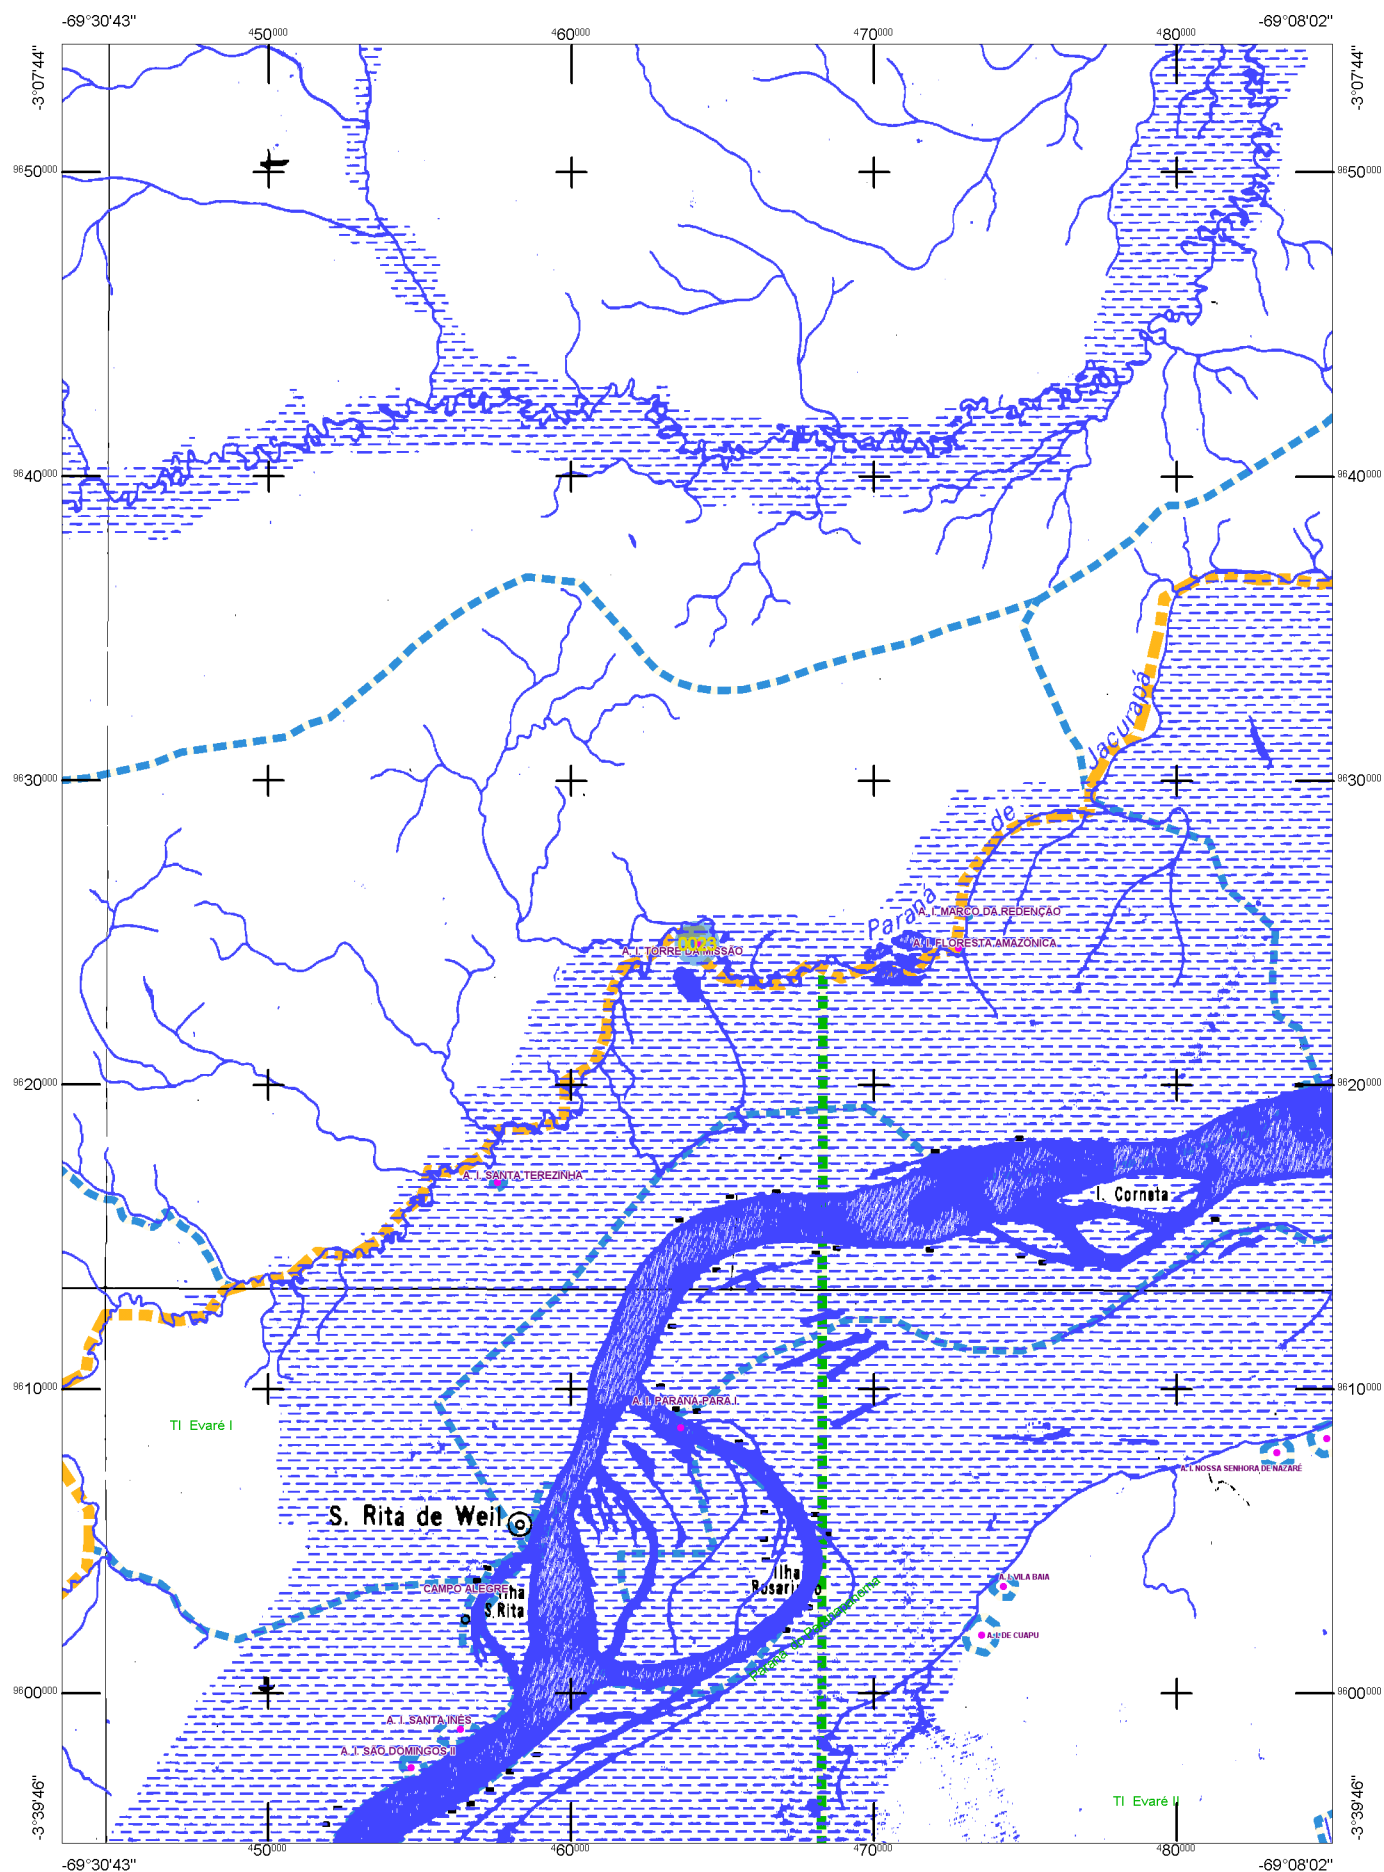 -69°30'43" -69°08'02"
450000 460000 470000 480000
-3°07'44" -3°07'44"
9650000 9650000
9640000 9640000
Jacurapá
9630000 9630000
de
Paraná
A. I. MARCO DA REDENÇÃO
0023 A. I. FLORESTA AMAZÔNICA
A. I. TORRE DA MISSÃO
9620000 9620000
A. I. SANTA TEREZINHA
I. Corneta
9610000 9610000
A. I. PARANÁ PARÁ I
TI Evaré I
A. I. NOSSA SENHORA DE NAZARÉ
S. Rita de Weil
Ilha
A. I. VILA BAIA
CAMPO ALEGRE
Ilha
S. Rita
A. I. DE CUAPU
9600000 9600000
A. I. SANTA INÊS
A. I. SÃO DOMINGOS II
-3°39'46" TI Evaré II -3°39'46"
450000 460000 470000 480000
-69°30'43" -69°08'02"